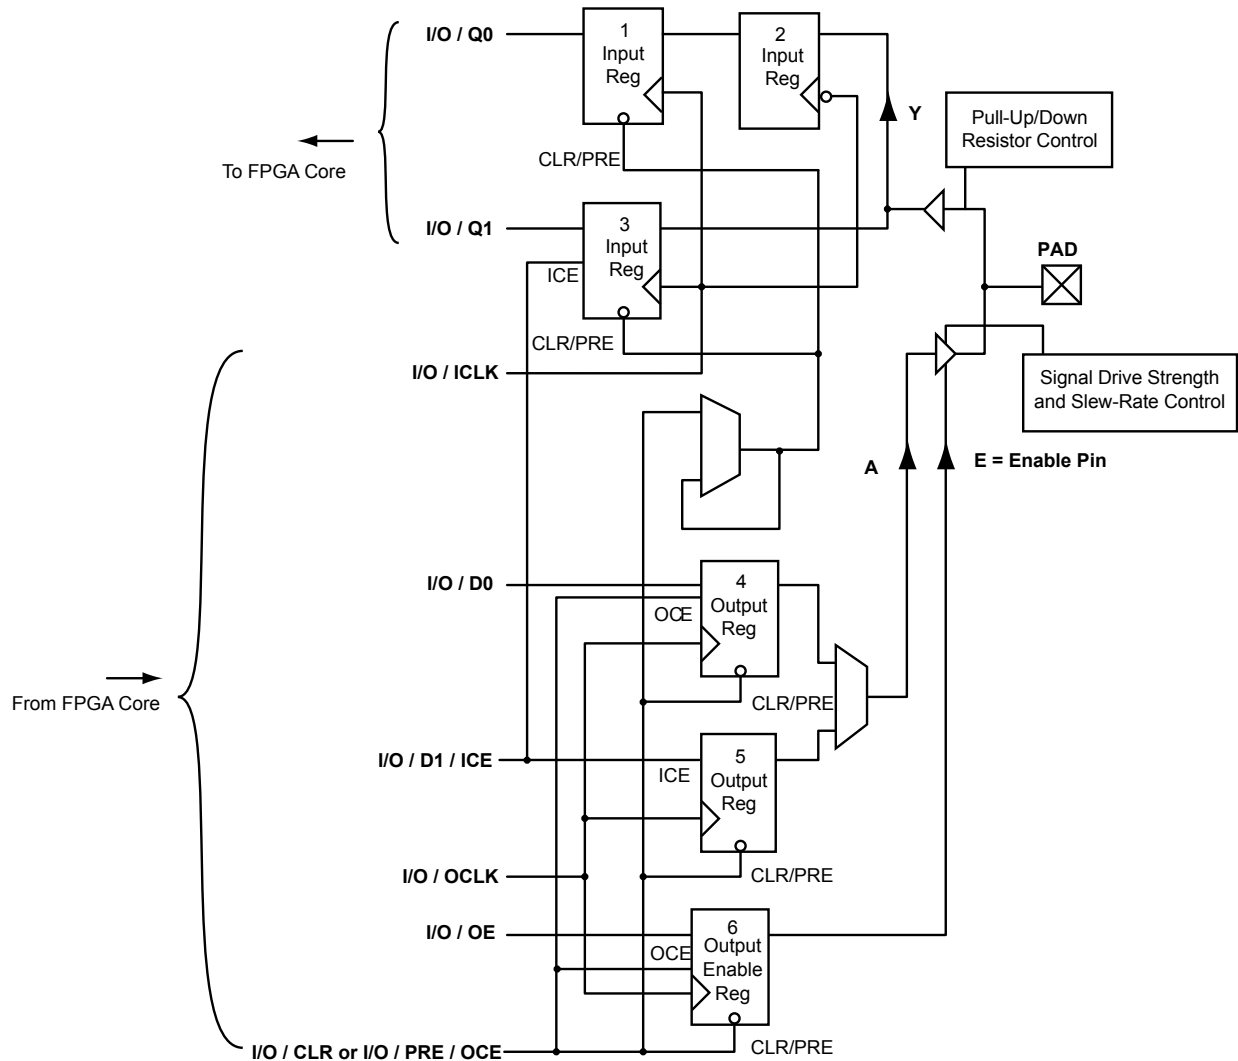 I/O / Q0
1
Input
Reg
2
Input
Reg
CLR/PRE
Y
Pull-Up/Down
Resistor Control
To FPGA Core
I/O / Q1
3
Input
Reg
ICE
CLR/PRE
PAD
I/O / ICLK
Signal Drive Strength
and Slew-Rate Control
A
E = Enable Pin
I/O / D0
4
Output
Reg
OCE
CLR/PRE
From FPGA Core
I/O / D1 / ICE
5
Output
Reg
ICE
CLR/PRE
I/O / OCLK
I/O / OE
6
Output
Enable
Reg
OCE
I/O / CLR or I/O / PRE / OCE
CLR/PRE